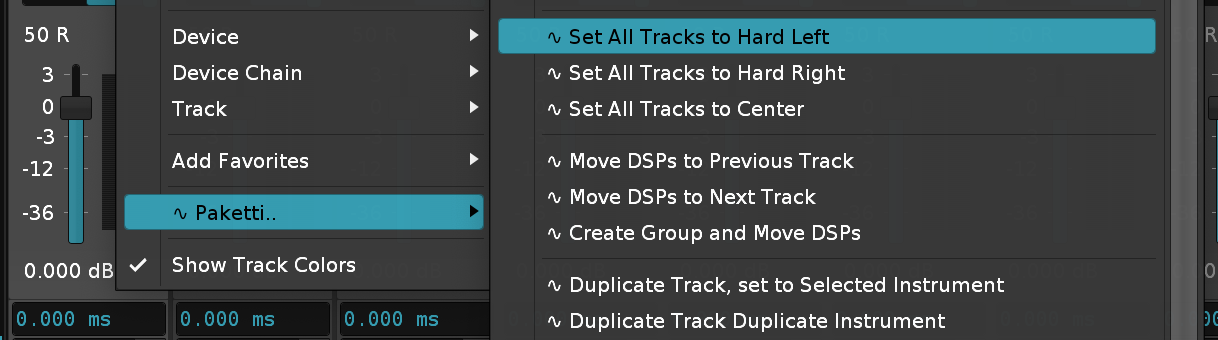 50 R
3
0
-3
-12
-36
0.000 dB
0.000 ms
0.000 ms
0.000 ms
Device
Device Chain
Track
Add Favorites
∿ Paketti..
✓ Show Track Colors
∿ Set All Tracks to Hard Left
∿ Set All Tracks to Hard Right
∿ Set All Tracks to Center
∿ Move DSPs to Previous Track
∿ Move DSPs to Next Track
∿ Create Group and Move DSPs
∿ Duplicate Track, set to Selected Instrument
∿ Duplicate Track Duplicate Instrument